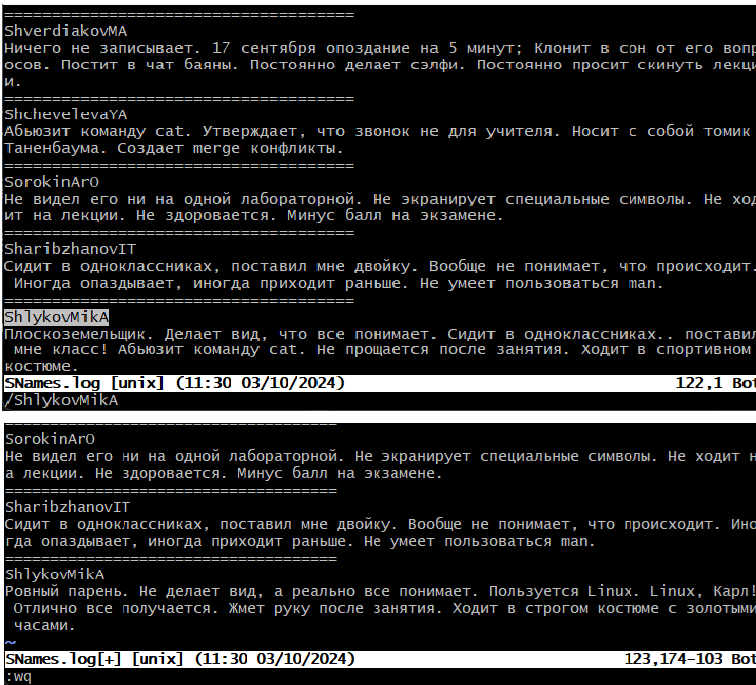 =====================================
ShverdiakovMA
Ничего не записывает. 17 сентября опоздание на 5 минут; Клонит в сон от его вопр
осов. Постит в чат баяны. Постоянно делает сэлфи. Постоянно просит скинуть лекци
и.
=====================================
ShchevelevaYA
Абьюзит команду cat. Утверждает, что звонок не для учителя. Носит с собой томик
Таненбаума. Создает merge конфликты.
=====================================
SorokinArO
Не видел его ни на одной лабораторной. Не экранирует специальные символы. Не ход
ит на лекции. Не здоровается. Минус балл на экзамене.
=====================================
SharibzhanovIT
Сидит в одноклассниках, поставил мне двойку. Вообще не понимает, что происходит.
Иногда опаздывает, иногда приходит раньше. Не умеет пользоваться man.
=====================================
ShlykovMikA
Плоскоземельщик. Делает вид, что все понимает. Сидит в одноклассниках.. поставил
мне класс! Абьюзит команду cat. Не прощается после занятия. Ходит в спортивном
костюме.
SNames.log [unix] (11:30 03/10/2024) 122,1 Bot
/ShlykovMikA
=====================================
SorokinArO
Не видел его ни на одной лабораторной. Не экранирует специальные символы. Не ходит н
а лекции. Не здоровается. Минус балл на экзамене.
=====================================
SharibzhanovIT
Сидит в одноклассниках, поставил мне двойку. Вообще не понимает, что происходит. Ино
гда опаздывает, иногда приходит раньше. Не умеет пользоваться man.
=====================================
ShlykovMikA
Ровный парень. Не делает вид, а реально все понимает. Пользуется Linux. Linux, Карл!
Отлично все получается. Жмет руку после занятия. Ходит в строгом костюме с золотыми
часами.
~
SNames.log[+] [unix] (11:30 03/10/2024) 123,174-103 Bot
:wq